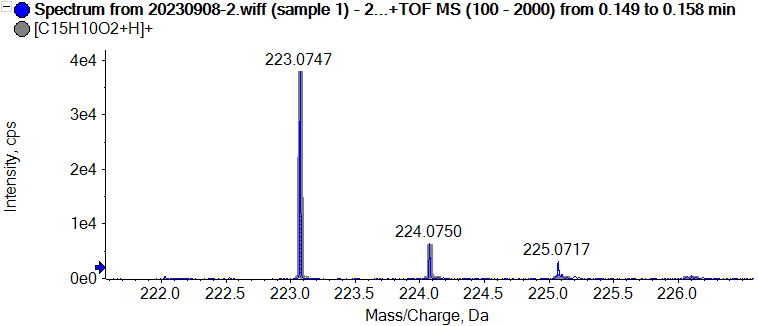 Spectrum from 20230908-2.wiff (sample 1) - 2...+TOF MS (100 - 2000) from 0.149 to 0.158 min
[C15H10O2+H]+
4e4
3e4
2e4
1e4
0e0
Intensity, cps
223.0747
224.0750
225.0717
222.0 222.5 223.0 223.5 224.0 224.5 225.0 225.5 226.0
Mass/Charge, Da